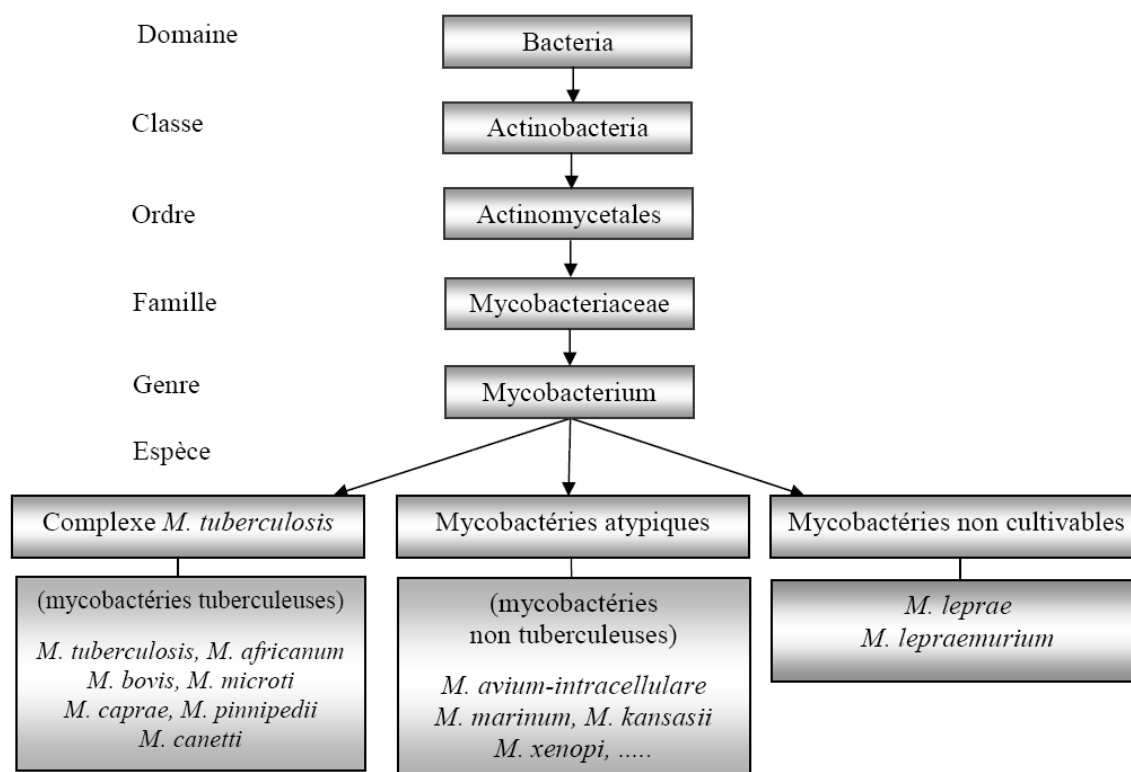 Domaine
Bacteria
Classe
Actinobacteria
Ordre
Actinomycetales
Famille
Mycobacteriaceae
Genre
Mycobacterium
Espèce
Complexe M. tuberculosis
(mycobactéries tuberculeuses)
M. tuberculosis, M. africanum
M. bovis, M. microti
M. caprae, M. pinnipedii
M. canetti
Mycobactéries atypiques
(mycobactéries
non tuberculeuses)
M. avium-intracellulare
M. marinum, M. kansasii
M. xenopi, .....
Mycobactéries non cultivables
M. leprae
M. lepraemurium